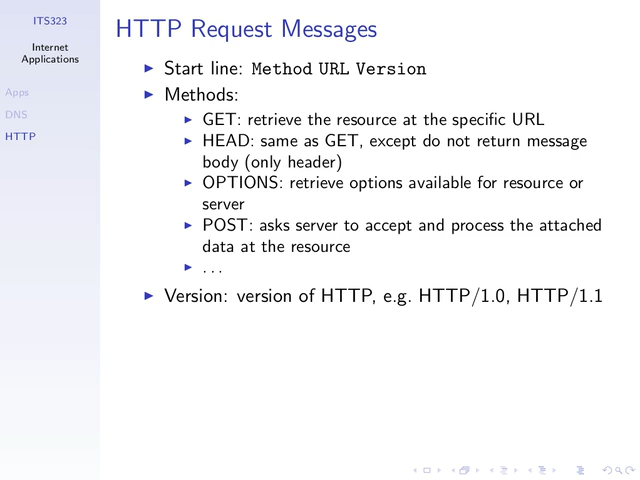 ITS323
Internet
Applications
Apps
DNS
HTTP
HTTP Request Messages
Start line: Method URL Version
Methods:
GET: retrieve the resource at the specific URL
HEAD: same as GET, except do not return message
body (only header)
OPTIONS: retrieve options available for resource or
server
POST: asks server to accept and process the attached
data at the resource
...
Version: version of HTTP, e.g. HTTP/1.0, HTTP/1.1